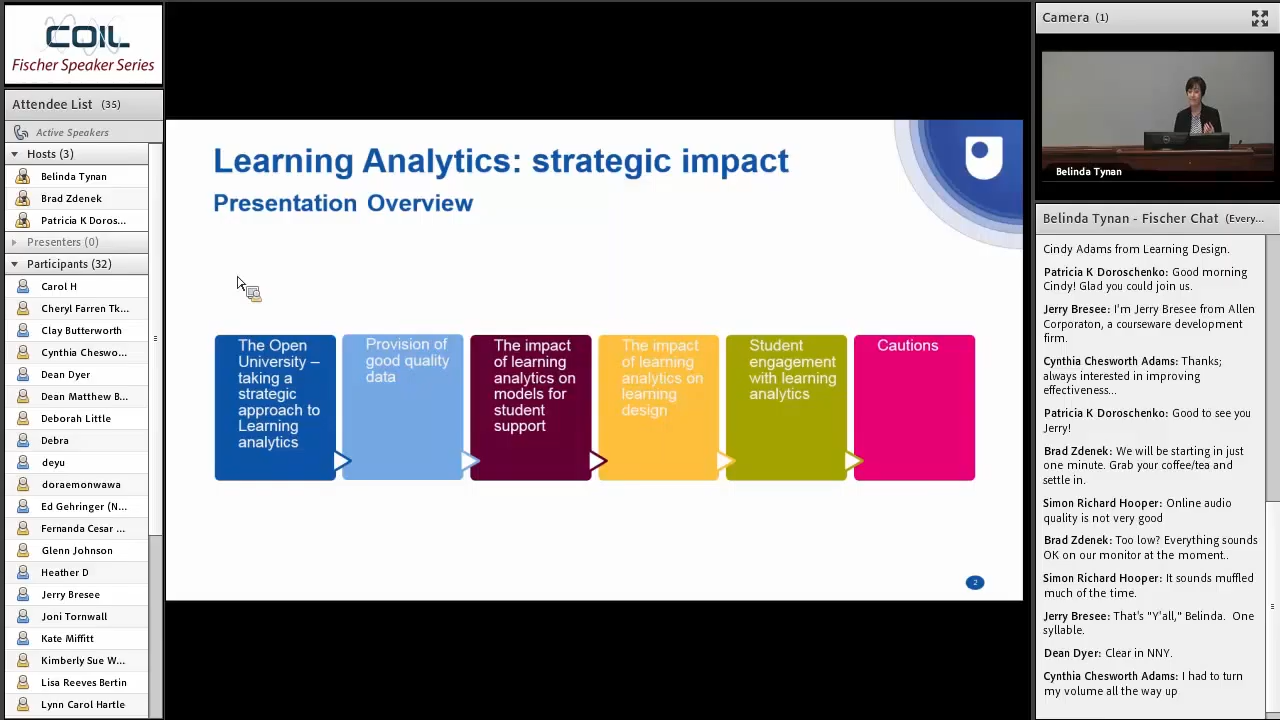 COIL
Fischer Speaker Series
Attendee List (35)
Active Speakers
Hosts (3)
Belinda Tynan
Brad Zdenek
Patricia K Doros...
Presenters (0)
Participants (32)
Carol H
Cheryl Farren Tk...
Clay Butterworth
Cynthia Cheswo...
Dean Dyer
Dean Matthew B...
Deborah Little
Debra
deyu
doraemonwawa
Ed Gehringer (N...
Fernanda Cesar ...
Glenn Johnson
Heather D
Jerry Bresee
Joni Tornwall
Kate Miffitt
Kimberly Sue W...
Lisa Reeves Bertin
Lynn Carol Hartle
Learning Analytics: strategic impact
Presentation Overview
The Open
University –
taking a
strategic
approach to
Learning
analytics
Provision of
good quality
data
The impact
of learning
analytics on
models for
student
support
The impact
of learning
analytics on
learning
design
Student
engagement
with learning
analytics
Cautions
2
Camera (1)
Belinda Tynan
Belinda Tynan - Fischer Chat (Every...
Cindy Adams from Learning Design.
Patricia K Doroschenko: Good morning
Cindy! Glad you could join us.
Jerry Bresee: I'm Jerry Bresee from Allen
Corporaton, a courseware development
firm.
Cynthia Chesworth Adams: Thanks;
always interested in improving
effectiveness...
Patricia K Doroschenko: Good to see you
Jerry!
Brad Zdenek: We will be starting in just
one minute. Grab your coffee/tea and
settle in.
Simon Richard Hooper: Online audio
quality is not very good
Brad Zdenek: Too low? Everything sounds
OK on our monitor at the moment..
Simon Richard Hooper: It sounds muffled
much of the time.
Jerry Bresee: That's "Y'all," Belinda. One
syllable.
Dean Dyer: Clear in NNY.
Cynthia Chesworth Adams: I had to turn
my volume all the way up